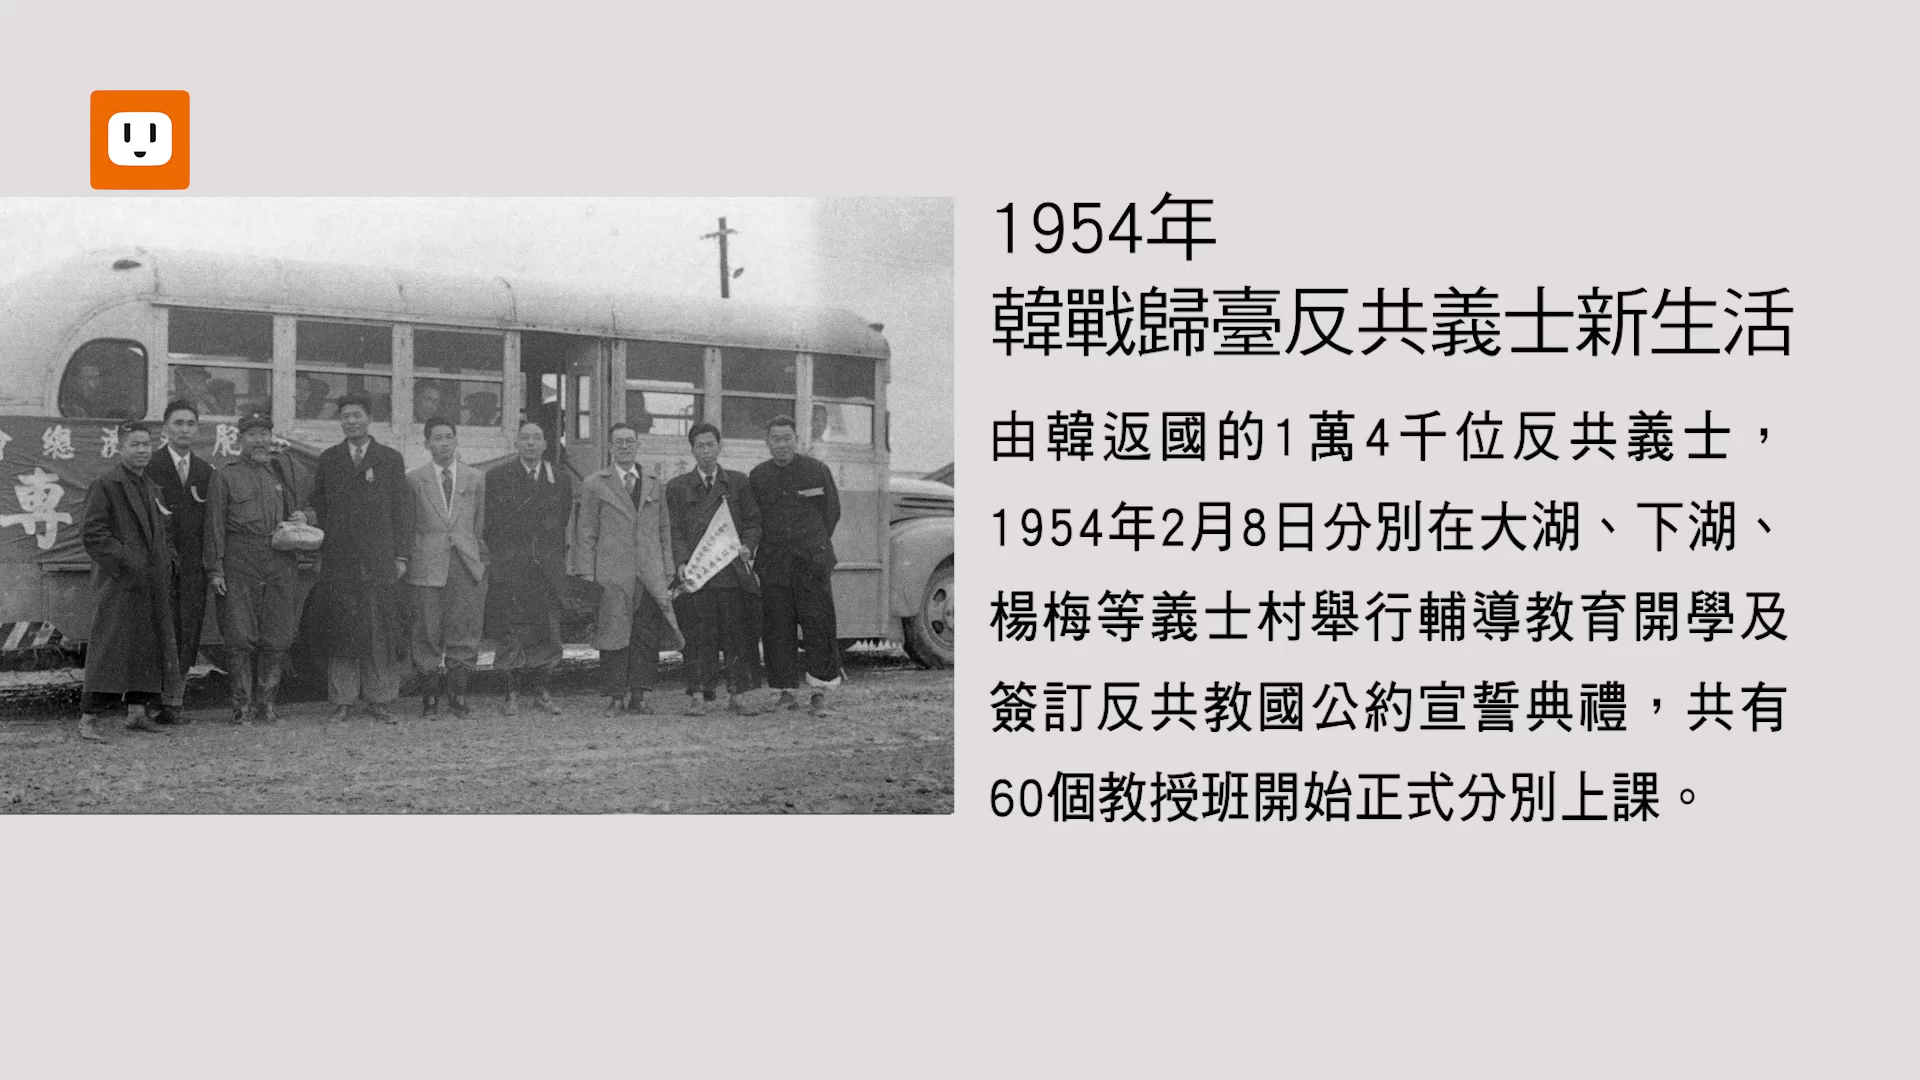 1954年
韓戰歸臺反共義士新生活
由韓返國的1萬4千位反共義士，
1954年2月8日分別在大湖、下湖、
楊梅等義士村舉行輔導教育開學及
簽訂反共教國公約宣誓典禮，共有
60個教授班開始正式分別上課。
會總
胞
專